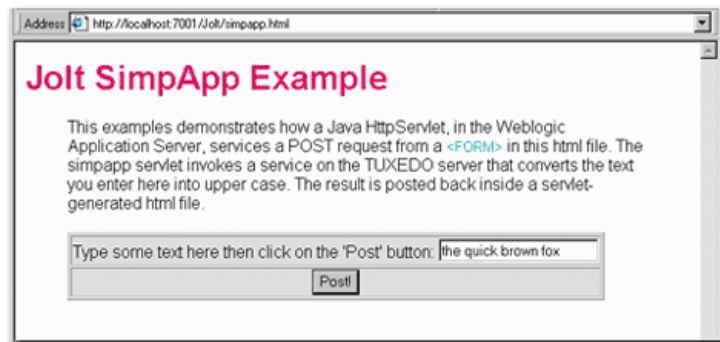 Address http://localhost:7001/Jolt/simpapp.html
Jolt SimpApp Example
This examples demonstrates how a Java HttpServlet, in the Weblogic
Application Server, services a POST request from a <FORM> in this html file. The
simpapp servlet invokes a service on the TUXEDO server that converts the text
you enter here into upper case. The result is posted back inside a servlet-
generated html file.
Type some text here then click on the 'Post' button: the quick brown fox
Post!